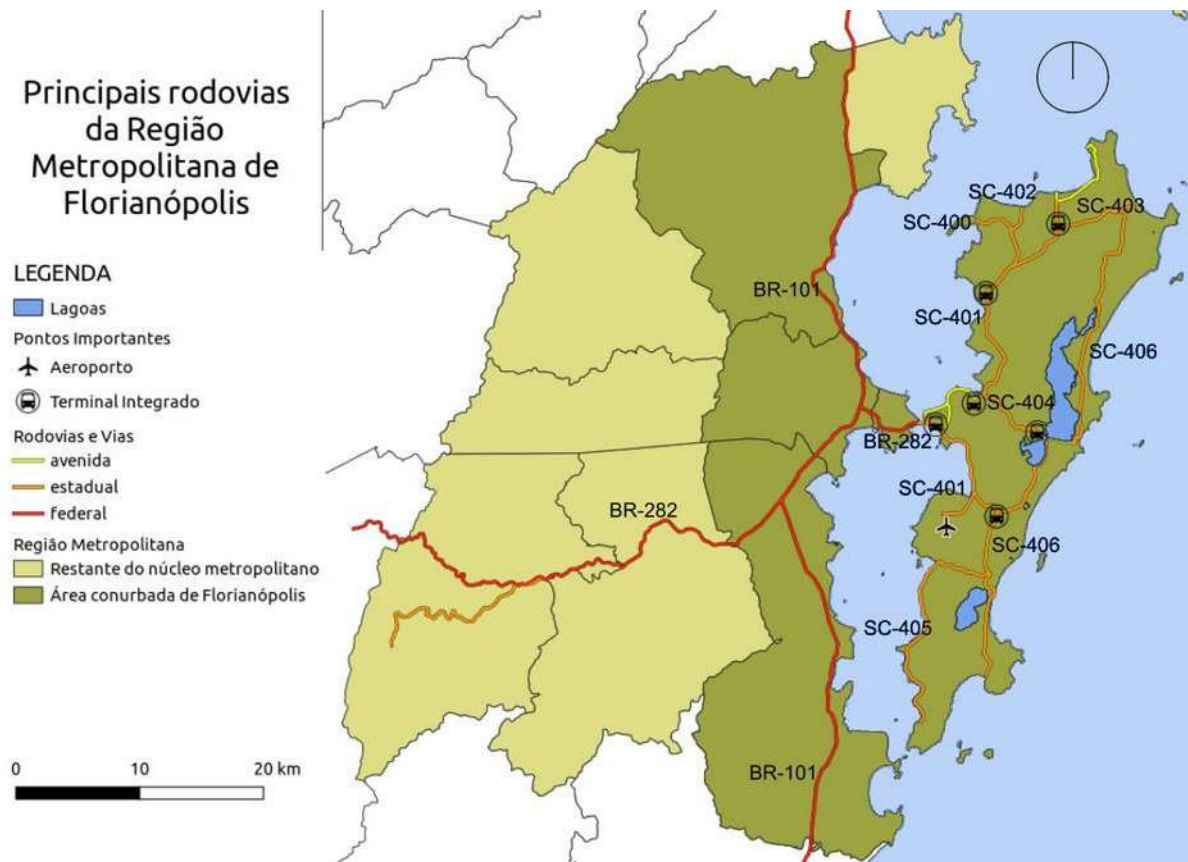 Principais rodovias
da Região
Metropolitana de
Florianópolis
LEGENDA
Lagoas
Pontos Importantes
Aeroporto
Terminal Integrado
Rodovias e Vias
avenida
estadual
federal
Região Metropolitana
Restante do núcleo metropolitano
Área conurbada de Florianópolis
0 10 20 km
SC-402
SC-403
SC-400
BR-101
SC-401
SC-406
SC-404
BR-282
SC-401
BR-282
SC-406
SC-405
BR-101